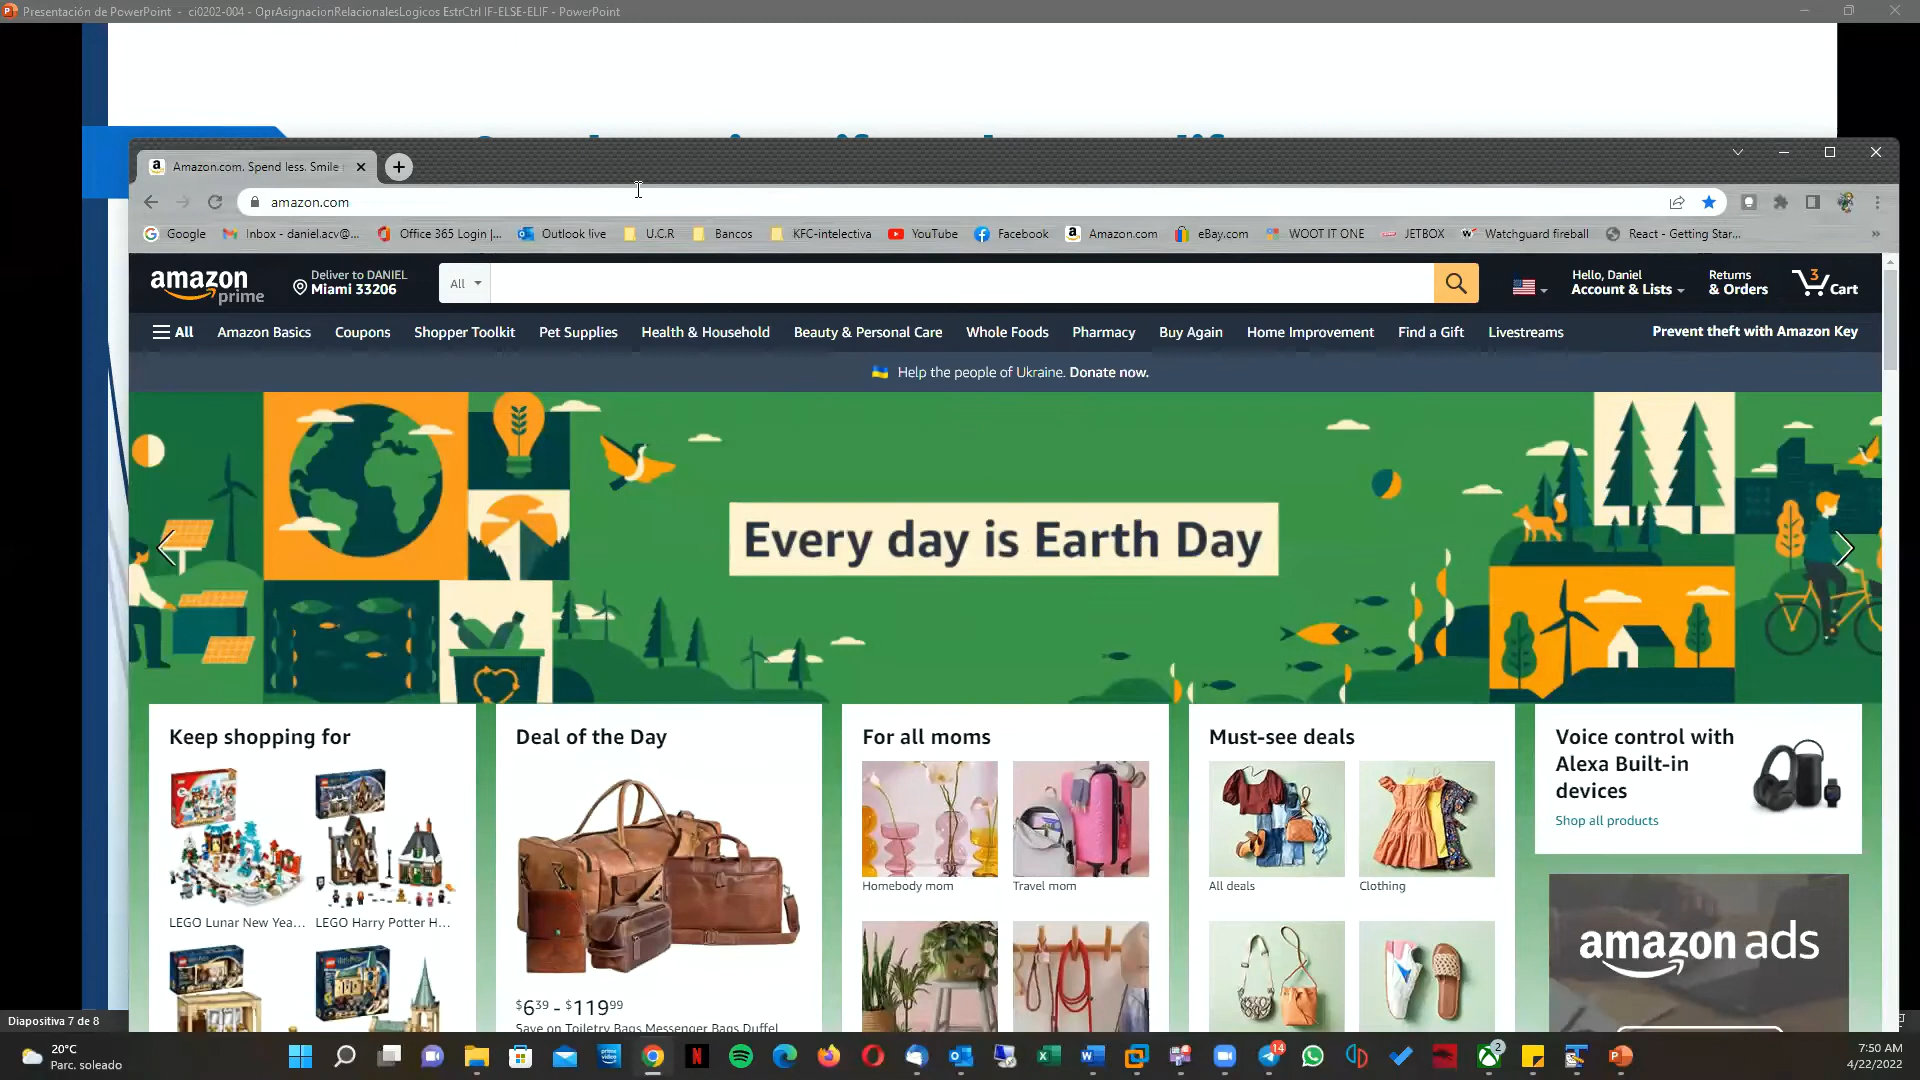 Presentación de PowerPoint - ci0202-004 - OprAsignacionRelacionalesLogicos EstrCtrl IF-ELSE-ELIF - PowerPoint
Amazon.com. Spend less. Smile
amazon.com
Google
Inbox - daniel.acv@...
Office 365 Login |...
Outlook live
U.C.R
Bancos
KFC-intelectiva
YouTube
Facebook
Amazon.com
eBay.com
WOOT IT ONE
JETBOX
Watchguard fireball
React - Getting Star...
amazon prime
Deliver to DANIEL
Miami 33206
All
Hello, Daniel
Account & Lists
Returns
& Orders
3
Cart
All
Amazon Basics
Coupons
Shopper Toolkit
Pet Supplies
Health & Household
Beauty & Personal Care
Whole Foods
Pharmacy
Buy Again
Home Improvement
Find a Gift
Livestreams
Prevent theft with Amazon Key
Help the people of Ukraine. Donate now.
Every day is Earth Day
Keep shopping for
LEGO Lunar New Yea...
LEGO Harry Potter H...
Deal of the Day
$6.39 - $119.99
Save on Toiletry Bags Messenger Bags Duffel
For all moms
Homebody mom
Travel mom
Must-see deals
All deals
Clothing
Voice control with
Alexa Built-in
devices
Shop all products
amazon ads
Diapositiva 7 de 8
20°C
Parc. soleado
14
2
7:50 AM
4/22/2022